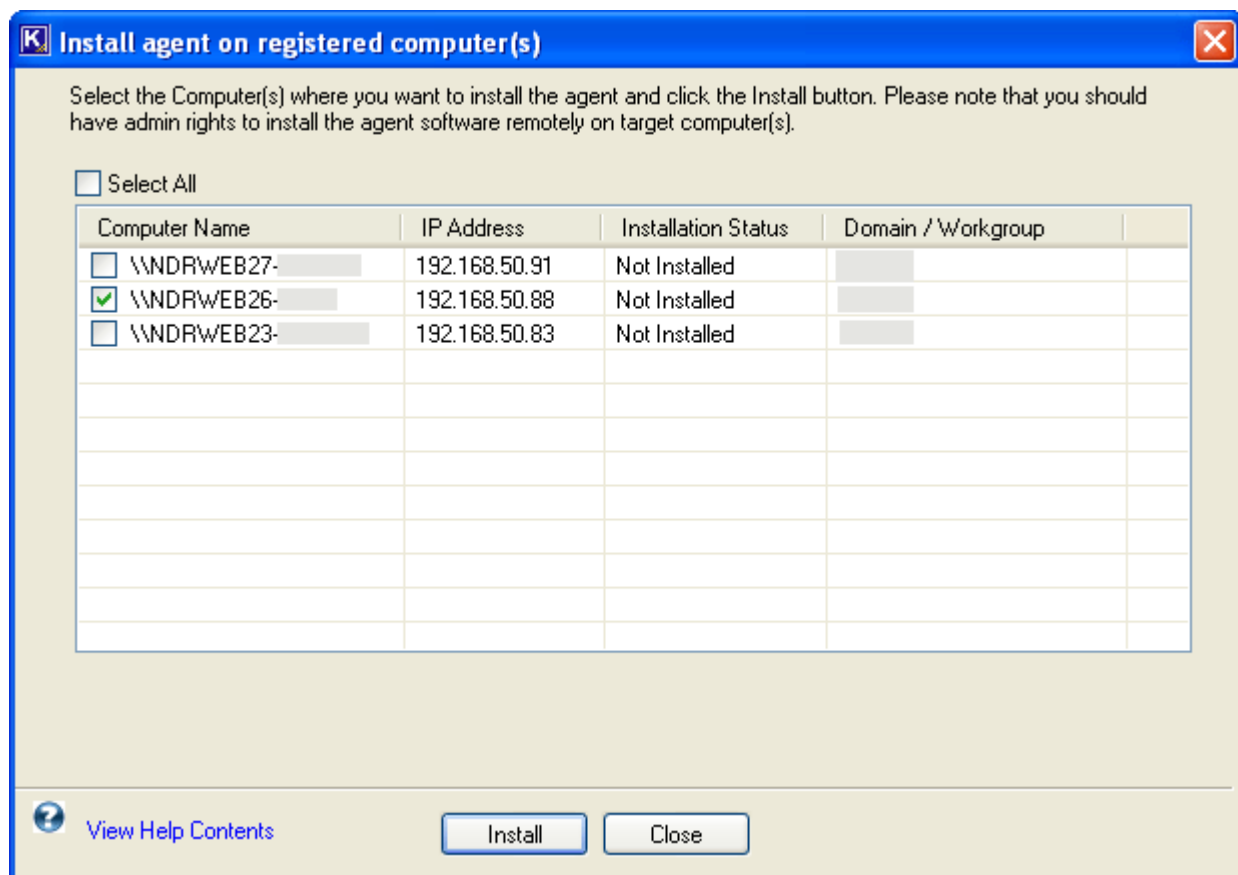 K Install agent on registered computer(s)
Select the Computer(s) where you want to install the agent and click the Install button. Please note that you should
have admin rights to install the agent software remotely on target computer(s).
Select All
Computer Name IP Address Installation Status Domain / Workgroup
\\NDRWEB27- 192.168.50.91 Not Installed
\\NDRWEB26- 192.168.50.88 Not Installed
\\NDRWEB23- 192.168.50.83 Not Installed
? View Help Contents Install Close